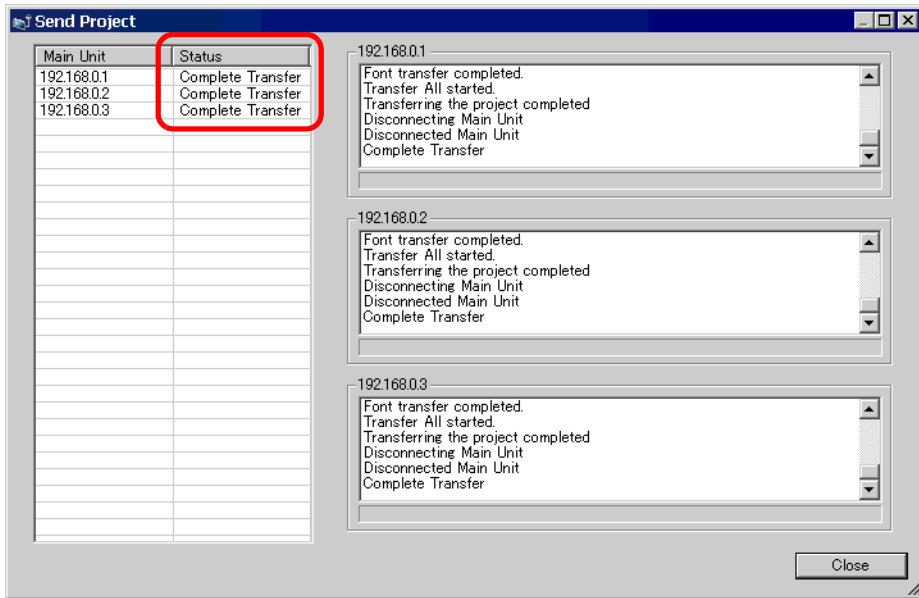 Send Project
Main Unit Status
192.168.0.1 Complete Transfer
192.168.0.2 Complete Transfer
192.168.0.3 Complete Transfer
192.168.0.1
Font transfer completed.
Transfer All started.
Transferring the project completed
Disconnecting Main Unit
Disconnected Main Unit
Complete Transfer
192.168.0.2
Font transfer completed.
Transfer All started.
Transferring the project completed
Disconnecting Main Unit
Disconnected Main Unit
Complete Transfer
192.168.0.3
Font transfer completed.
Transfer All started.
Transferring the project completed
Disconnecting Main Unit
Disconnected Main Unit
Complete Transfer
Close